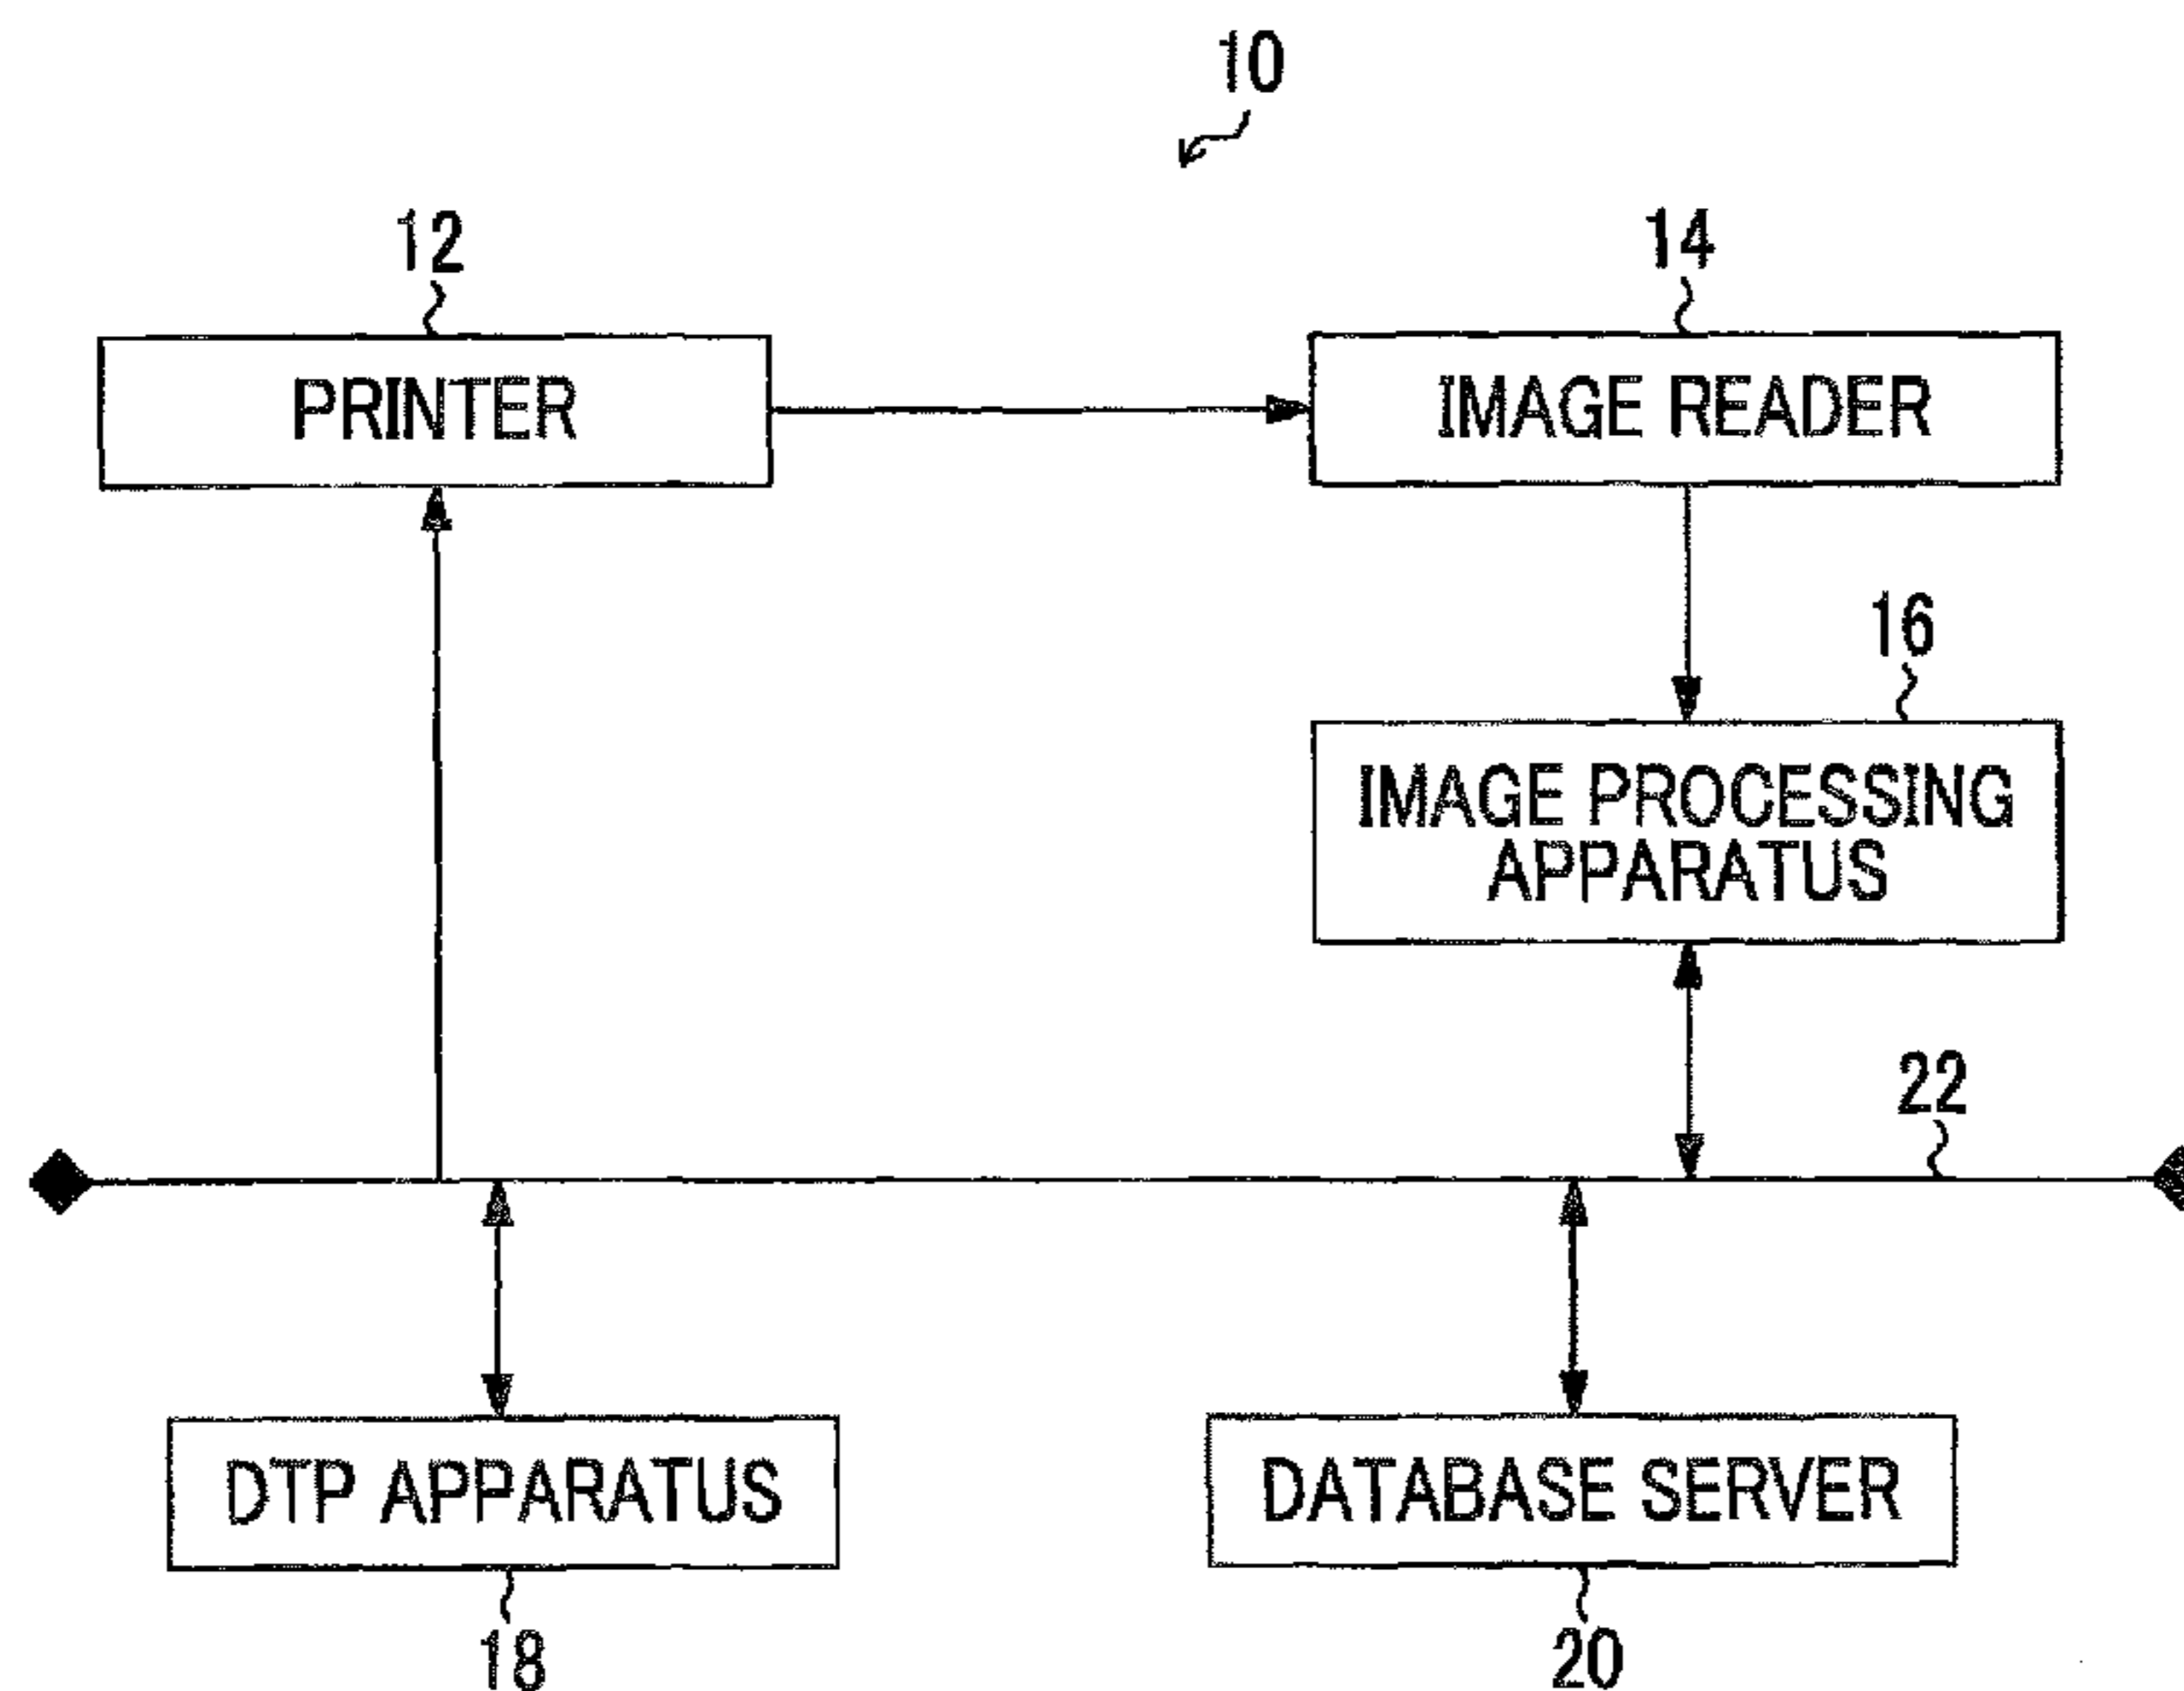 10
12
14
PRINTER
IMAGE READER
16
IMAGE PROCESSING
APPARATUS
22
DTP APPARATUS
DATABASE SERVER
18
20